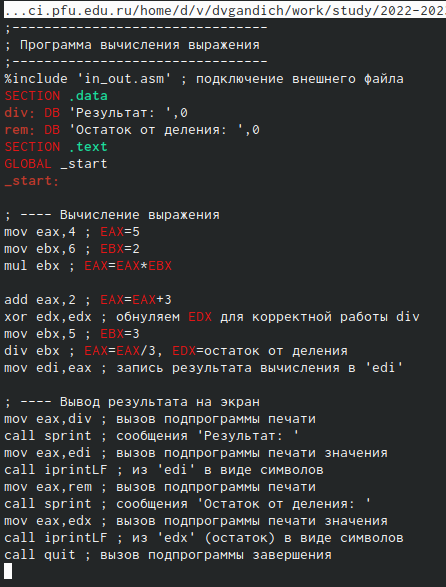 ...ci.pfu.edu.ru/home/d/v/dvgandich/work/study/2022-202
;------------------------------
; Программа вычисления выражения
;------------------------------
%include 'in_out.asm' ; подключение внешнего файла
SECTION .data
div: DB 'Результат: ',0
rem: DB 'Остаток от деления: ',0
SECTION .text
GLOBAL _start
_start:
; ---- Вычисление выражения
mov eax,4 ; EAX=5
mov ebx,6 ; EBX=2
mul ebx ; EAX=EAX*EBX
add eax,2 ; EAX=EAX+3
xor edx,edx ; обнуляем EDX для корректной работы div
mov ebx,5 ; EBX=3
div ebx ; EAX=EAX/3, EDX=остаток от деления
mov edi,eax ; запись результата вычисления в 'edi'
; ---- Вывод результата на экран
mov eax,div ; вызов подпрограммы печати
call sprint ; сообщения 'Результат: '
mov eax,edi ; вызов подпрограммы печати значения
call iprintLF ; из 'edi' в виде символов
mov eax,rem ; вызов подпрограммы печати
call sprint ; сообщения 'Остаток от деления: '
mov eax,edx ; вызов подпрограммы печати значения
call iprintLF ; из 'edx' (остаток) в виде символов
call quit ; вызов подпрограммы завершения